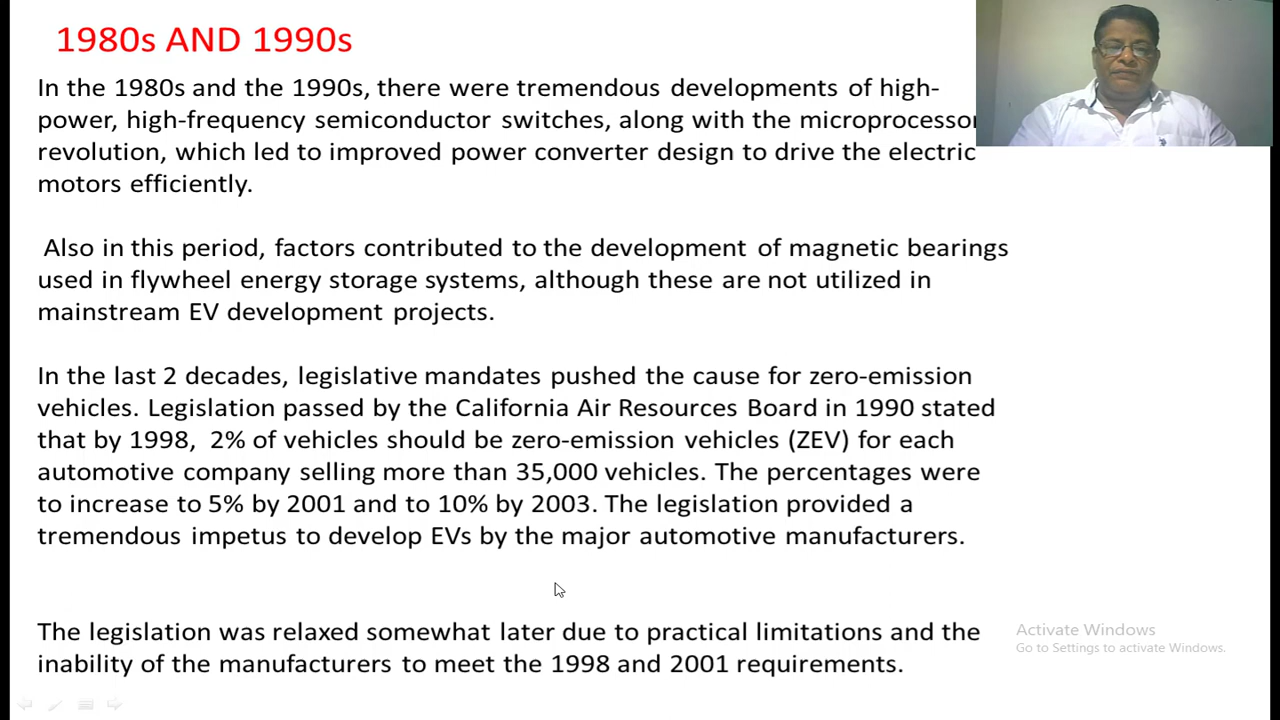 1980s AND 1990s
In the 1980s and the 1990s, there were tremendous developments of high-
power, high-frequency semiconductor switches, along with the microprocessor
revolution, which led to improved power converter design to drive the electric
motors efficiently.
Also in this period, factors contributed to the development of magnetic bearings
used in flywheel energy storage systems, although these are not utilized in
mainstream EV development projects.
In the last 2 decades, legislative mandates pushed the cause for zero-emission
vehicles. Legislation passed by the California Air Resources Board in 1990 stated
that by 1998, 2% of vehicles should be zero-emission vehicles (ZEV) for each
automotive company selling more than 35,000 vehicles. The percentages were
to increase to 5% by 2001 and to 10% by 2003. The legislation provided a
tremendous impetus to develop EVs by the major automotive manufacturers.
The legislation was relaxed somewhat later due to practical limitations and the
inability of the manufacturers to meet the 1998 and 2001 requirements.
Activate Windows
Go to Settings to activate Windows.